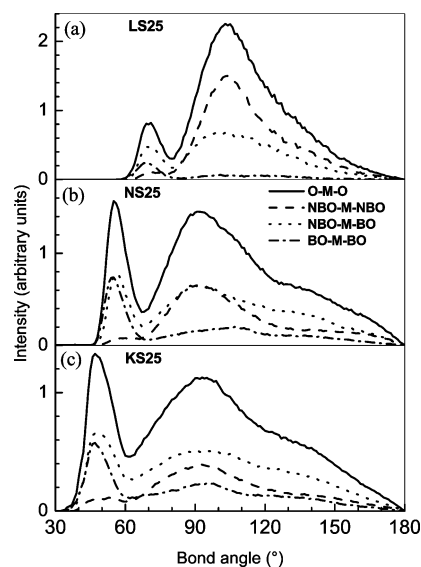 (a) LS25
2
1
0
(b) NS25
O-M-O
NBO-M-NBO
NBO-M-BO
BO-M-BO
1
0
(c) KS25
1
0
30 60 90 120 150 180
Bond angle (°)
Intensity (arbitrary units)